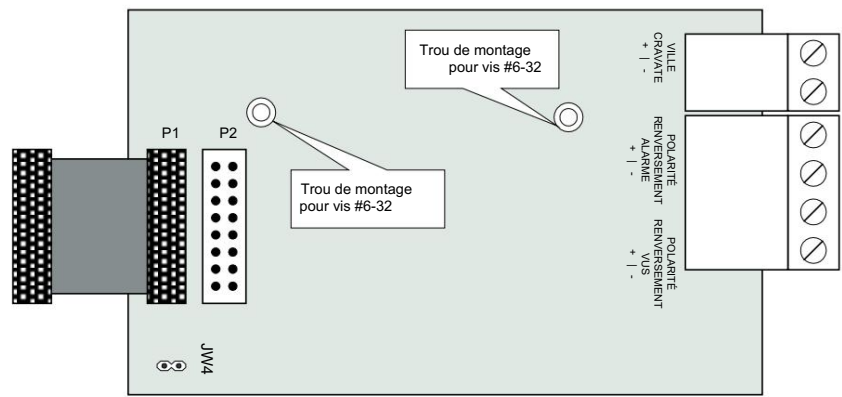 Trou de montage
pour vis #6-32
VILLE
CRAVATE
+ | -
P1
P2
POLARITÉ
RENVERSEMENT
ALARME
+ | -
Trou de montage
pour vis #6-32
POLARITÉ
RENVERSEMENT
VUS
+ | -
JW4